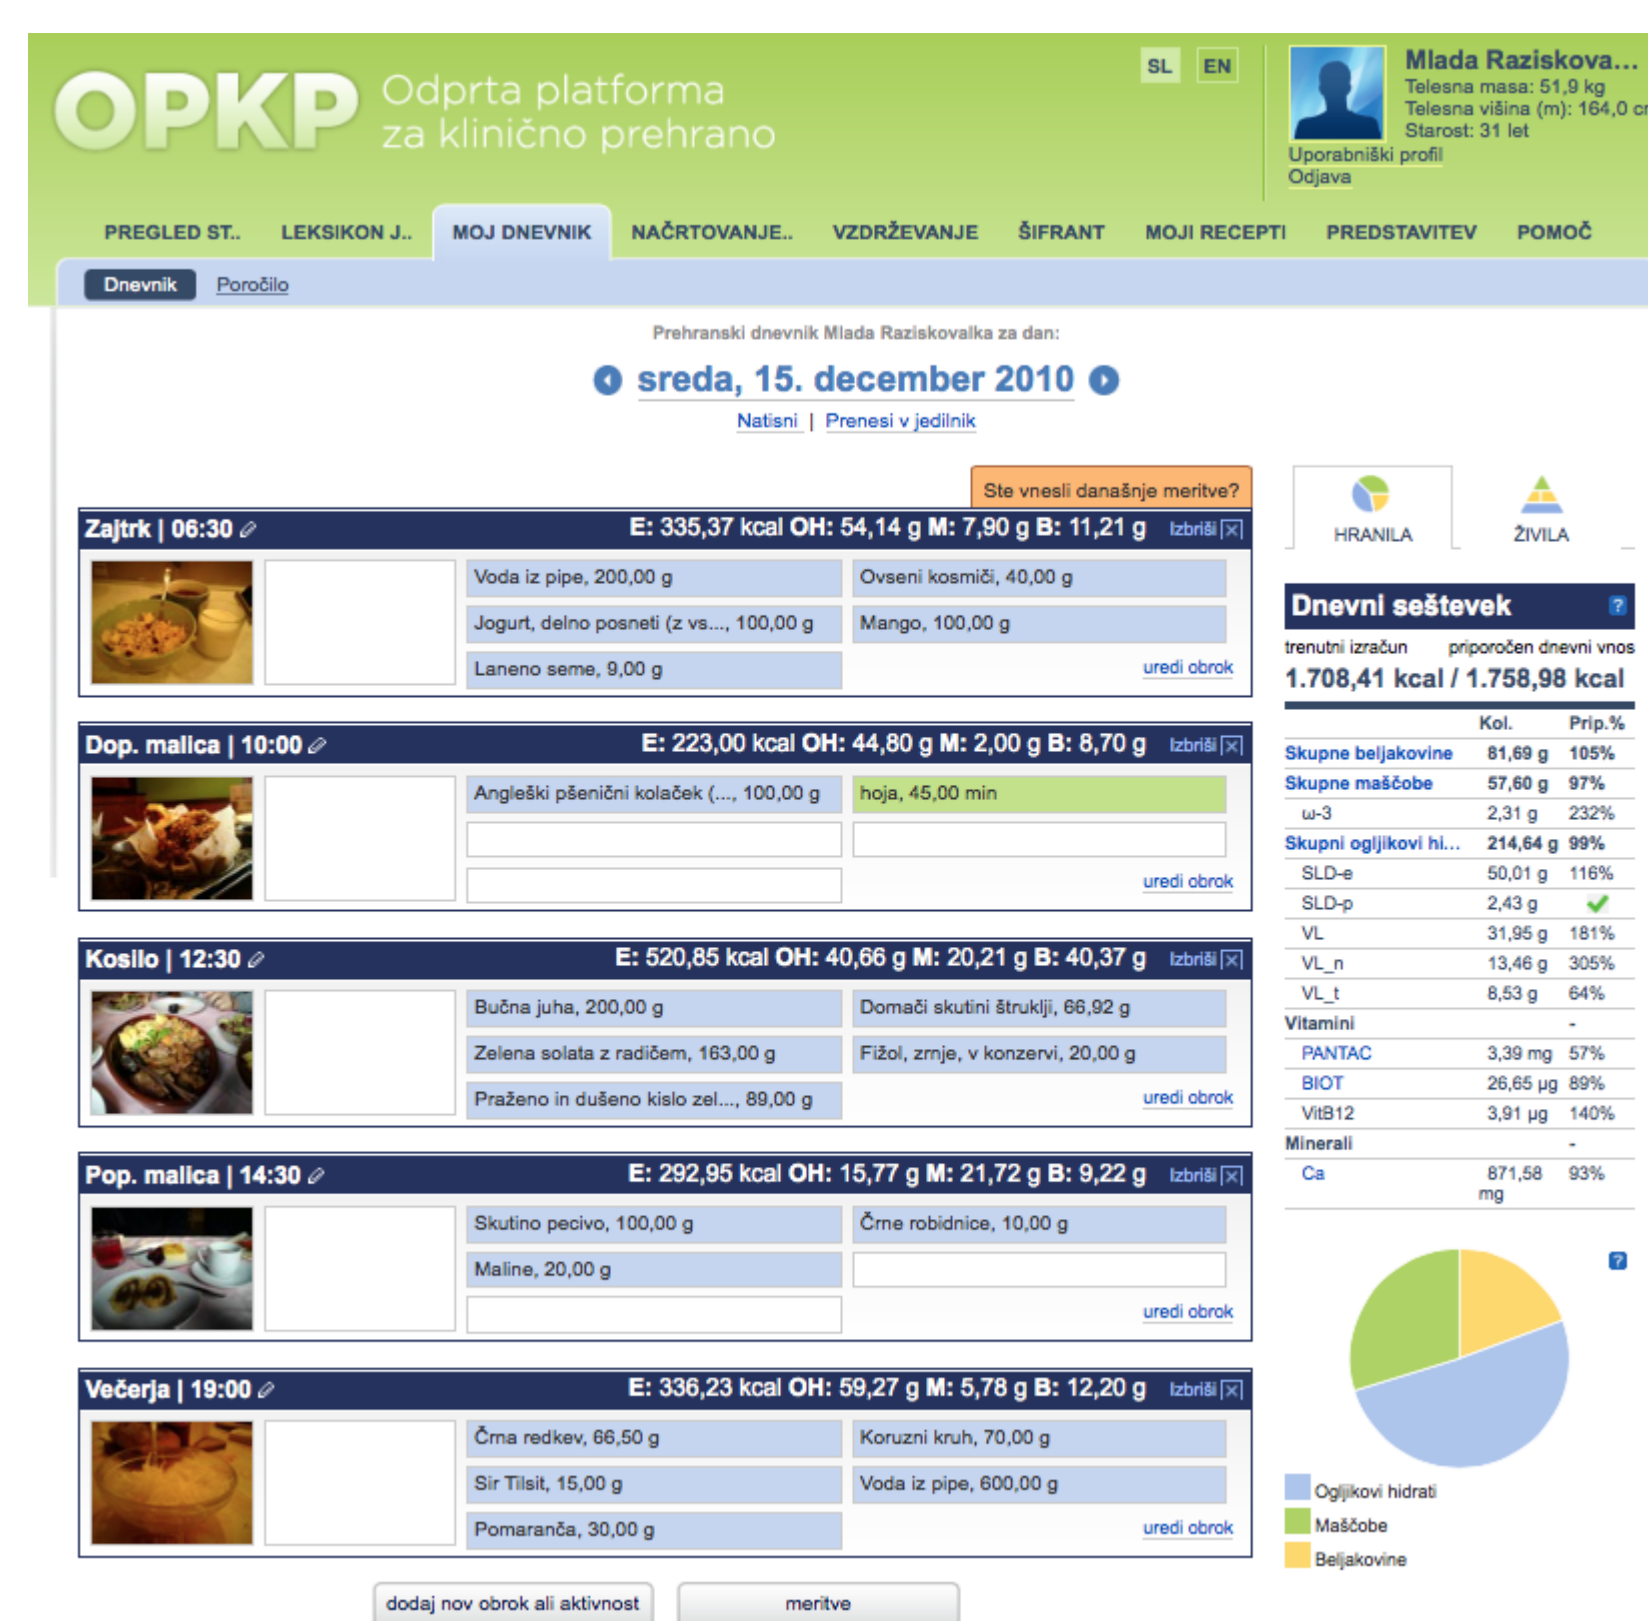 OPKP Odprta platforma
za klinično prehrano
SL EN
Mlada Raziskova...
Telesna masa: 51,9 kg
Telesna višina (m): 164,0 cr
Starost: 31 let
Uporabniški profil
Odjava
PREGLED ST.. LEKSIKON J.. MOJ DNEVNIK NAČRTOVANJE.. VZDRŽEVANJE ŠIFRANT MOJI RECEPTI PREDSTAVITEV POMOČ
Dnevnik Poročilo
Prehranski dnevnik Mlada Raziskovalka za dan:
sreda, 15. december 2010
Natisni | Prenesi v jedilnik
Ste vnesli današnje meritve?
Zajtrk | 06:30 E: 335,37 kcal OH: 54,14 g M: 7,90 g B: 11,21 g Izbriši
Voda iz pipe, 200,00 g Ovseni kosmiči, 40,00 g
Jogurt, delno posneti (z vs..., 100,00 g Mango, 100,00 g
Laneno seme, 9,00 g uredi obrok
Dop. malica | 10:00 E: 223,00 kcal OH: 44,80 g M: 2,00 g B: 8,70 g Izbriši
Angleški pšenični kolaček (..., 100,00 g hoja, 45,00 min
uredi obrok
Kosilo | 12:30 E: 520,85 kcal OH: 40,66 g M: 20,21 g B: 40,37 g Izbriši
Bučna juha, 200,00 g Domači skutini štruklji, 66,92 g
Zelena solata z radičem, 163,00 g Fižol, zrnje, v konzervi, 20,00 g
Praženo in dušeno kislo zel..., 89,00 g uredi obrok
Pop. malica | 14:30 E: 292,95 kcal OH: 15,77 g M: 21,72 g B: 9,22 g Izbriši
Skutino pecivo, 100,00 g Črne robidnice, 10,00 g
Maline, 20,00 g
uredi obrok
Večerja | 19:00 E: 336,23 kcal OH: 59,27 g M: 5,78 g B: 12,20 g Izbriši
Črna redkev, 66,50 g Koruzni kruh, 70,00 g
Sir Tilsit, 15,00 g Voda iz pipe, 600,00 g
Pomaranča, 30,00 g uredi obrok
dodaj nov obrok ali aktivnost meritve
HRANILA ŽIVILA
Dnevni seštevek ?
trenutni izračun priporočen dnevni vnos
1.708,41 kcal / 1.758,98 kcal
Kol. Prip.%
Skupne beljakovine 81,69 g 105%
Skupne maščobe 57,60 g 97%
ω-3 2,31 g 232%
Skupni ogljikovi hi... 214,64 g 99%
SLD-e 50,01 g 116%
SLD-p 2,43 g
VL 31,95 g 181%
VL_n 13,46 g 305%
VL_t 8,53 g 64%
Vitamini -
PANTAC 3,39 mg 57%
BIOT 26,65 µg 89%
VitB12 3,91 µg 140%
Minerali -
Ca 871,58 93%
mg
?
Ogljikovi hidrati
Maščobe
Beljakovine